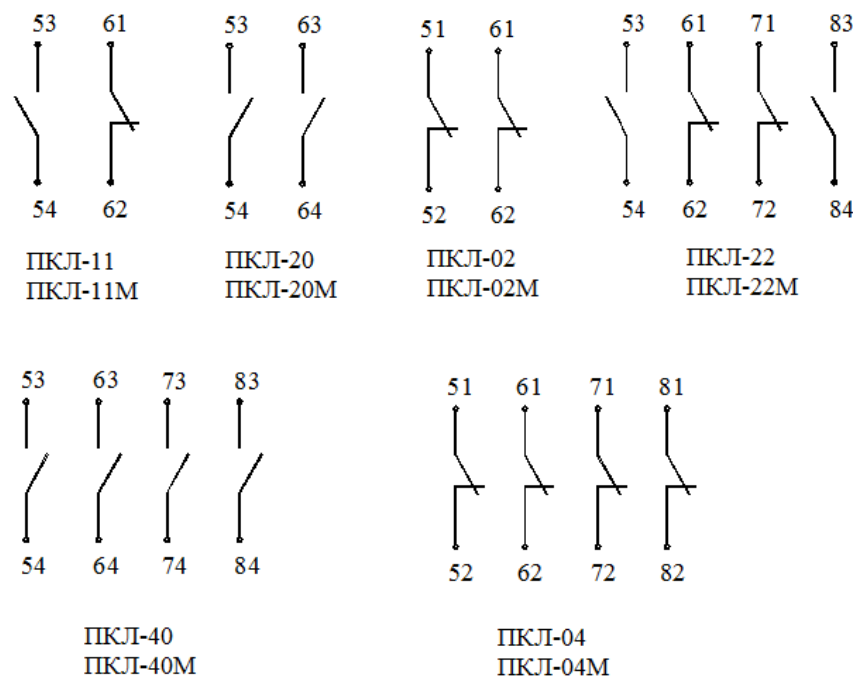 53 61 53 63 51 61 53 61 71 83
54 62 54 64 52 62 54 62 72 84
ПКЛ-11 ПКЛ-20 ПКЛ-02 ПКЛ-22
ПКЛ-11М ПКЛ-20М ПКЛ-02М ПКЛ-22М
53 63 73 83 51 61 71 81
54 64 74 84 52 62 72 82
ПКЛ-40 ПКЛ-04
ПКЛ-40М ПКЛ-04М